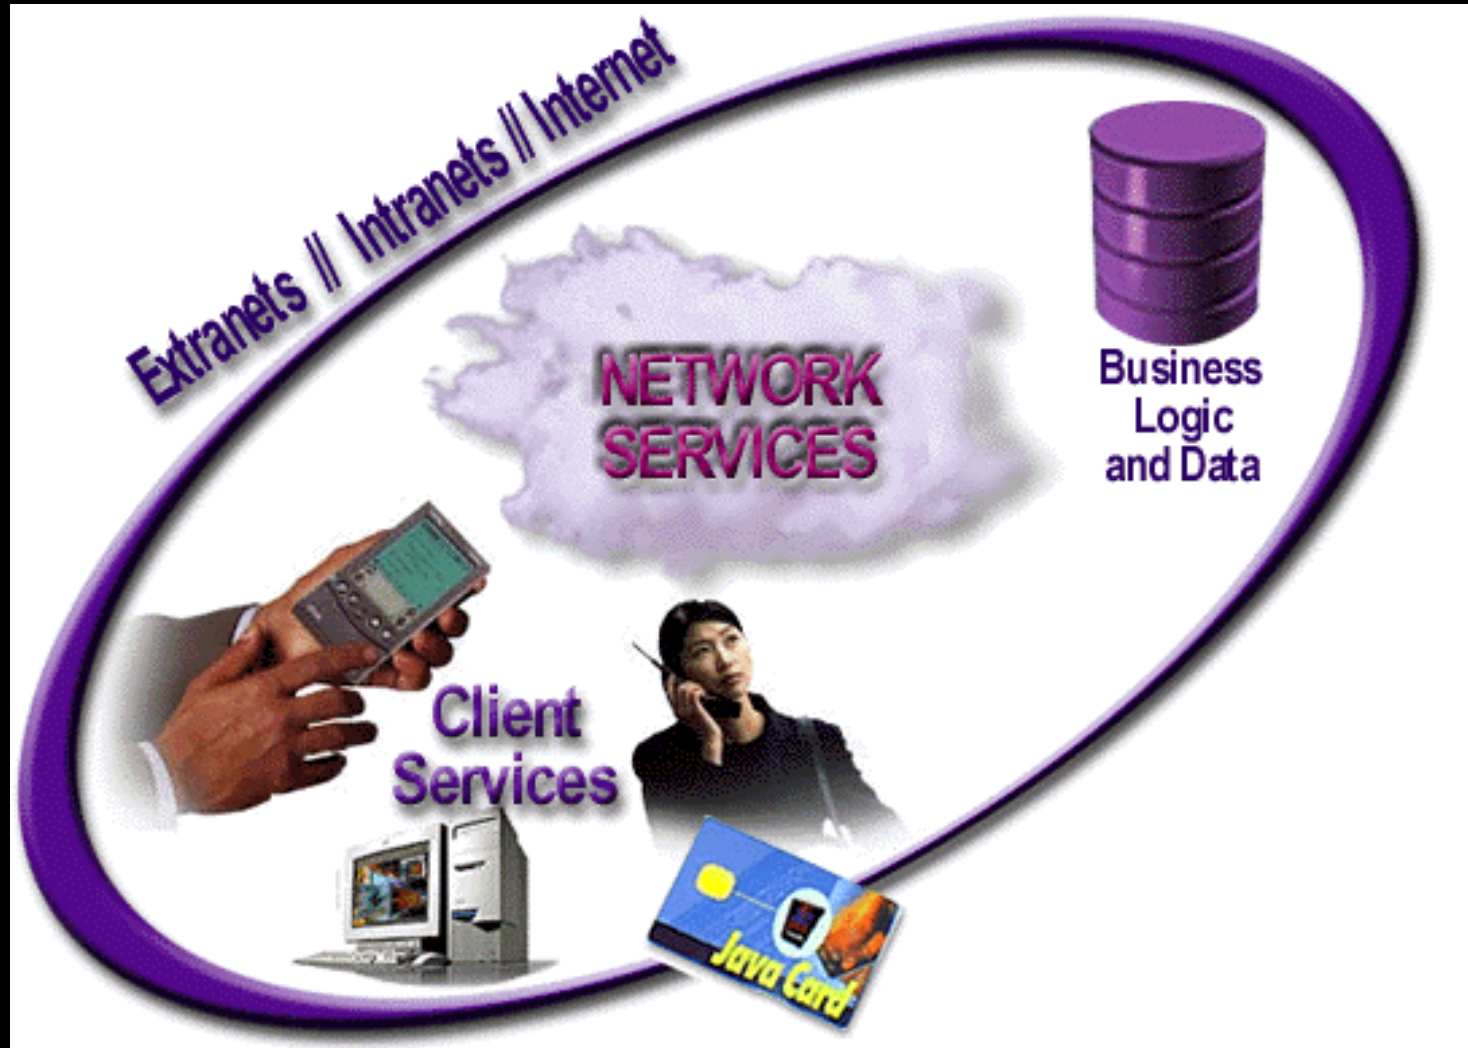 Extranets // Intranets // Internet
NETWORK
SERVICES
Business
Logic
and Data
Client
Services
Java Card